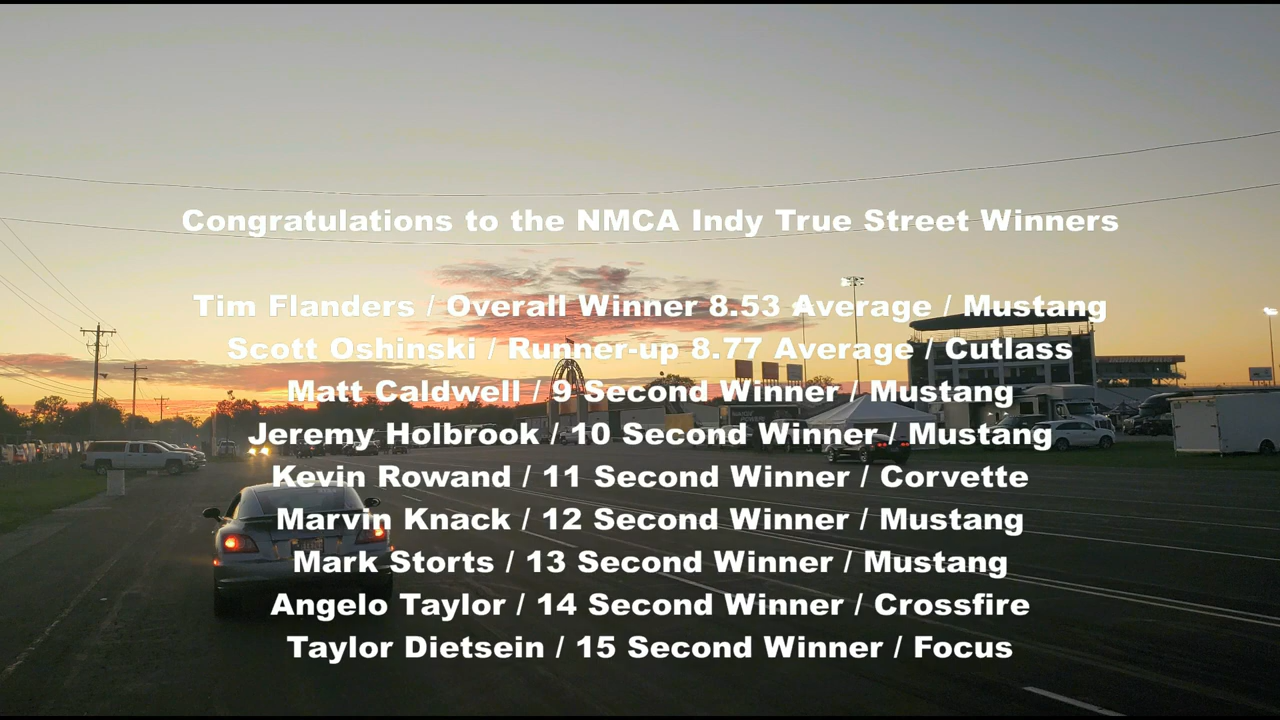 Congratulations to the NMCA Indy True Street Winners
Tim Flanders / Overall Winner 8.53 Average / Mustang
Scott Oshinski / Runner-up 8.77 Average / Cutlass
Matt Caldwell / 9 Second Winner / Mustang
Jeremy Holbrook / 10 Second Winner / Mustang
Kevin Rowand / 11 Second Winner / Corvette
Marvin Knack / 12 Second Winner / Mustang
Mark Storts / 13 Second Winner / Mustang
Angelo Taylor / 14 Second Winner / Crossfire
Taylor Dietsein / 15 Second Winner / Focus